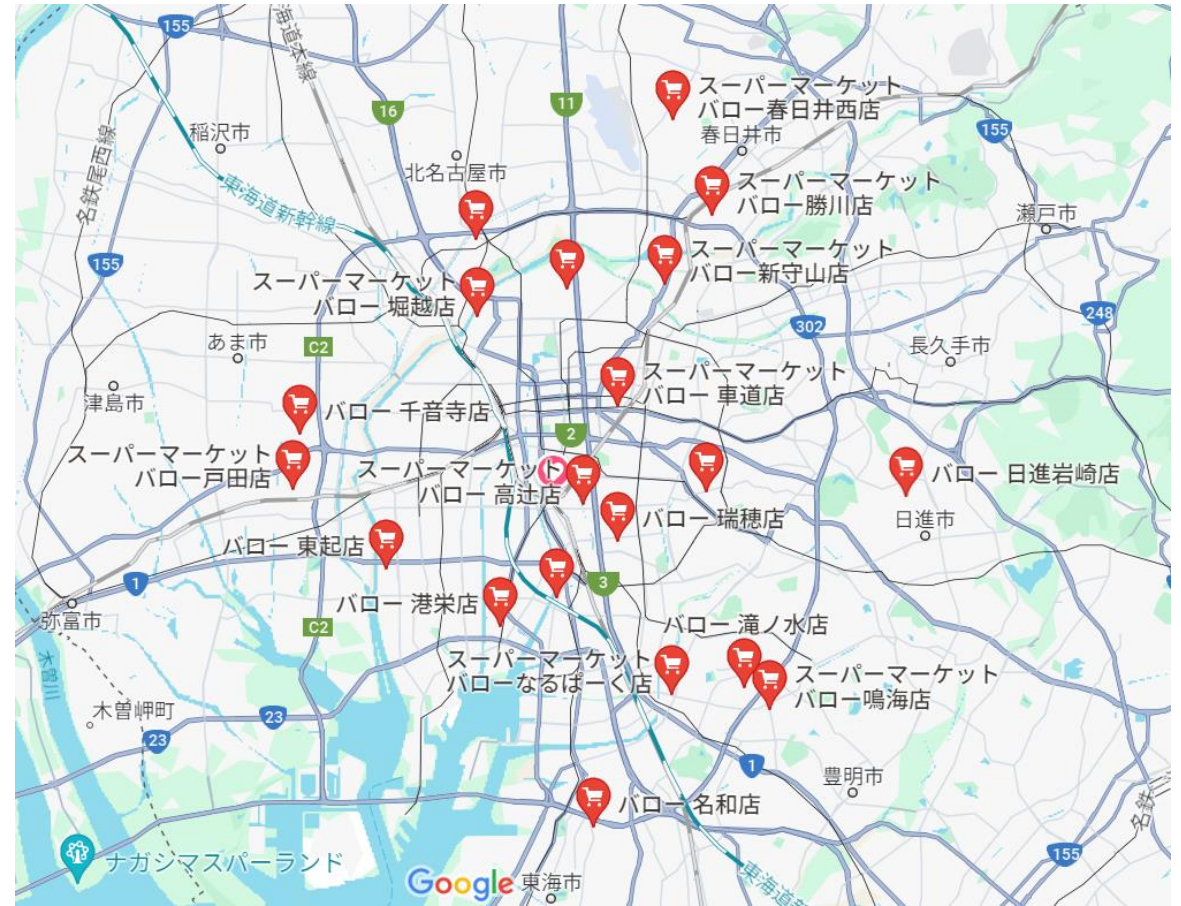 155
海道本線
16
11
スーパーマーケット
バロー春日井西店
春日井市
155
稲沢市
北名古屋市
名鉄尾西線
東海道新幹線
スーパーマーケット
バロー勝川店
瀬戸市
155
スーパーマーケット
バロー新守山店
スーパーマーケット
バロー 堀越店
302
248
あま市
C2
長久手市
スーパーマーケット
バロー 車道店
津島市
バロー 千音寺店
2
スーパーマーケット
バロー戸田店
スーパーマーケット
バロー 高辻店
バロー 日進岩崎店
バロー 瑞穂店
日進市
バロー 東起店
1
3
弥富市
バロー 港栄店
C2
バロー 滝ノ水店
スーパーマーケット
バローなるぱーく店
スーパーマーケット
バロー鳴海店
木曽川
木曽岬町
23
23
1
豊明市
バロー 名和店
名鉄
155
ナガシマスパーランド
Google
東海市
東海道新